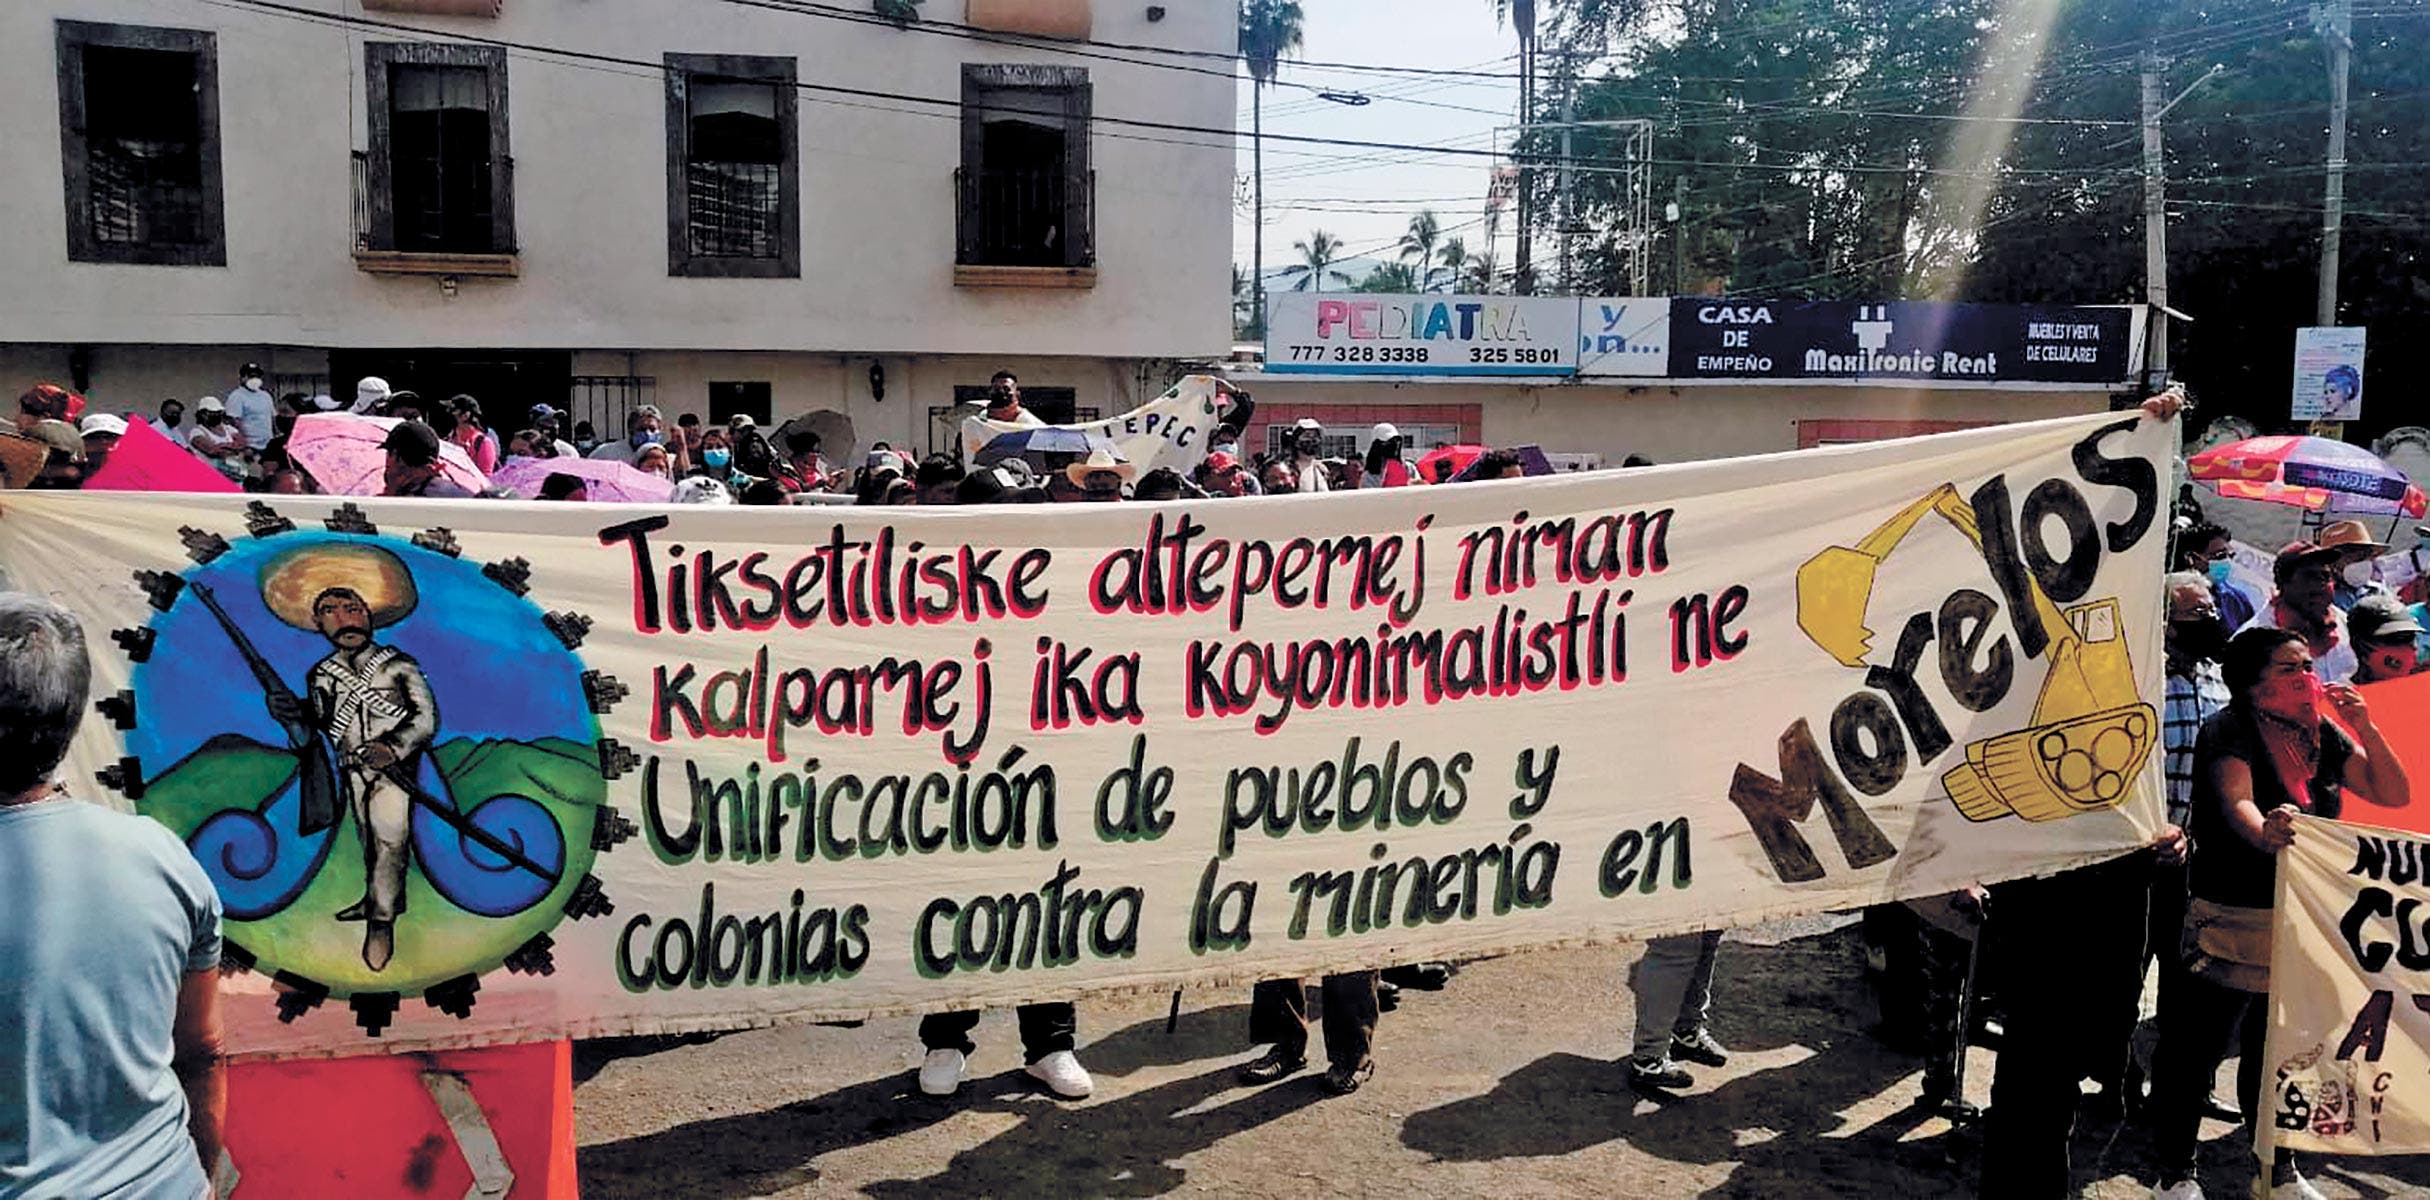 PEDIATRA
777 328 3338 325 5801
y
CASA
DE
EMPEÑO
MaxiTronic Rent
MUEBLES Y VENTA
DE CELULARES
TEPEC
Tiksetiliske altepemej niman
kalpamej ika koyonimalistli ne
Unificación de pueblos y
colonias contra la minería en
Morelos
A